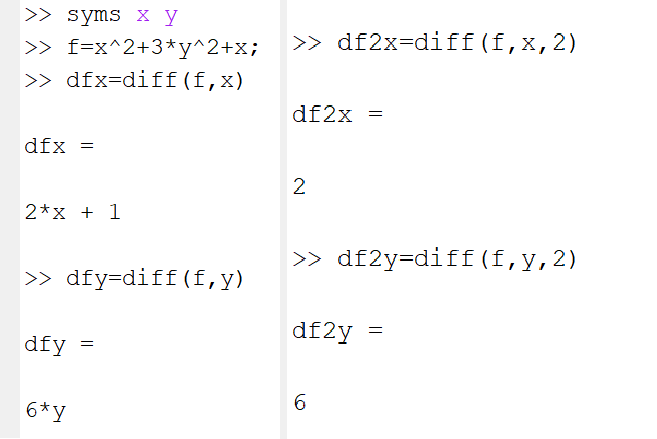 >> syms x y
>> f=x^2+3*y^2+x;
>> dfx=diff(f,x)
dfx =
2*x + 1
>> dfy=diff(f,y)
dfy =
6*y
>> df2x=diff(f,x,2)
df2x =
2
>> df2y=diff(f,y,2)
df2y =
6